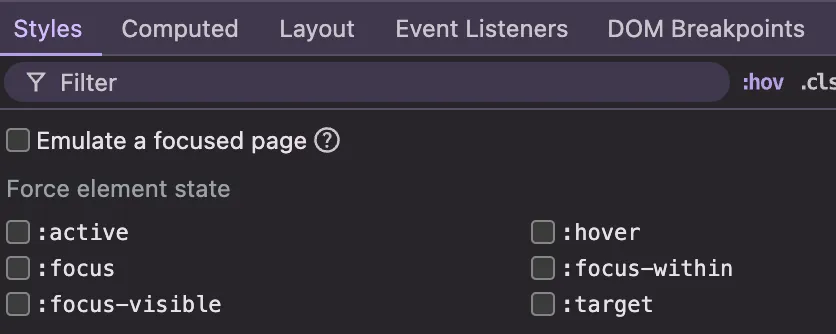 Styles Computed Layout Event Listeners DOM Breakpoints
Filter :hov .cls
Emulate a focused page ?
Force element state
:active :hover
:focus :focus-within
:focus-visible :target